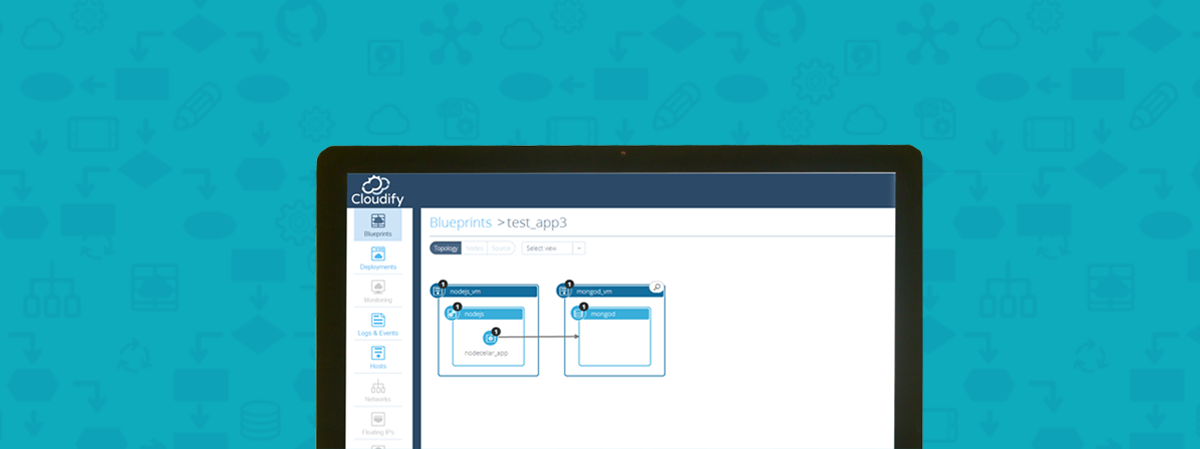 Cloudify
Blueprints
Deployments
Monitoring
Logs & Events
Hosts
Networks
Floating IPs
Blueprints >test_app3
Topology Nodes Source Select view
1 nodejs_vm
1 nodejs
1
nodecellar_app
1 mongod_vm
1 mongod